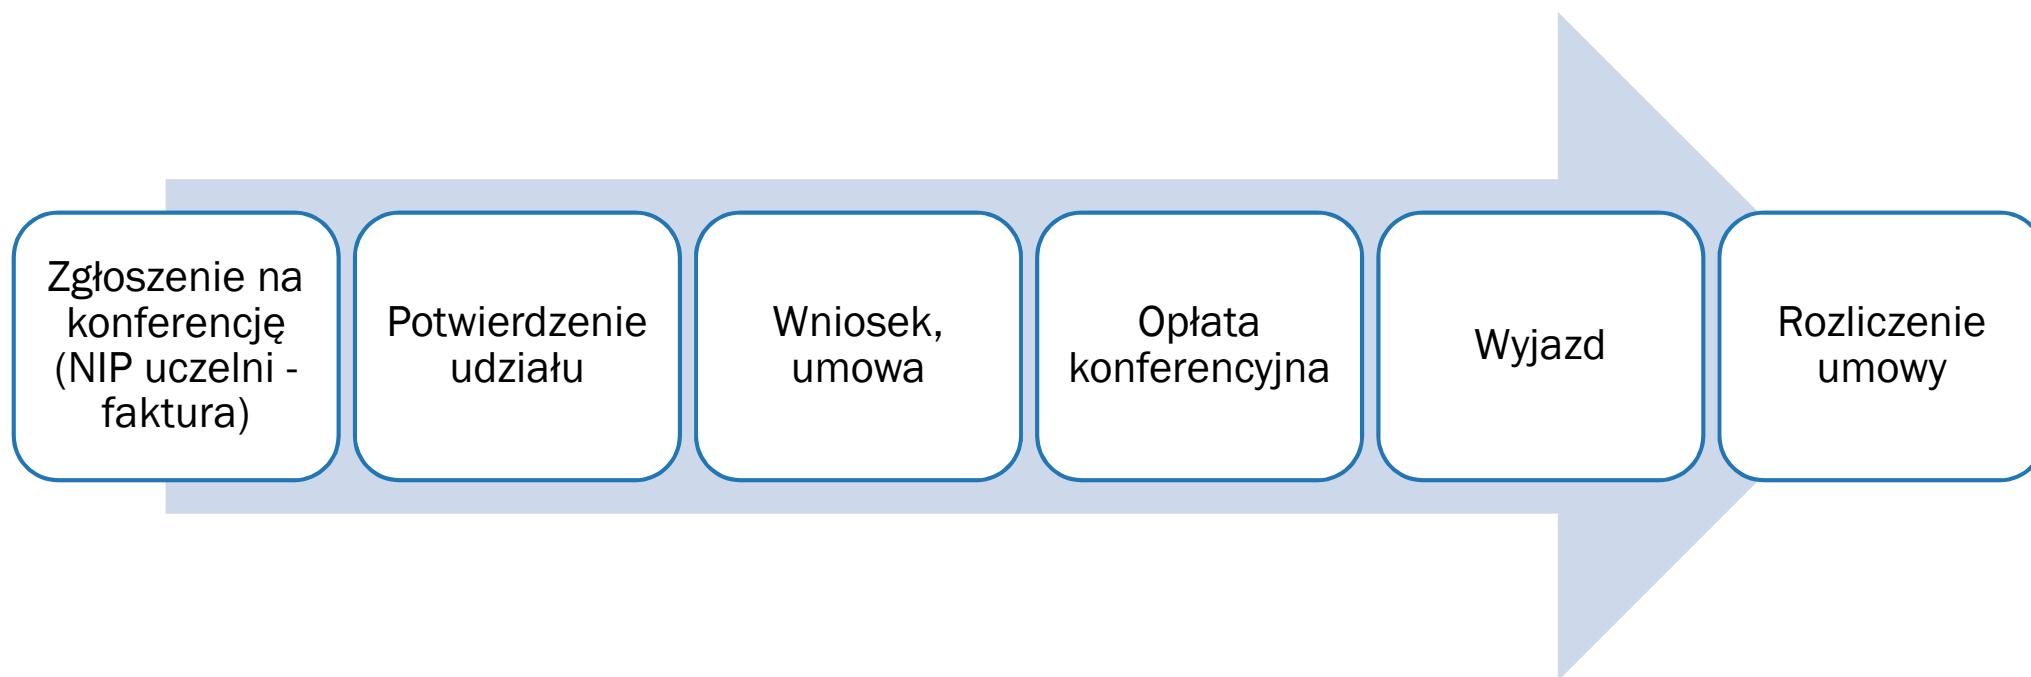 Zgłoszenie na
konferencję
(NIP uczelni -
faktura)
Potwierdzenie
udziału
Wniosek,
umowa
Opłata
konferencyjna
Wyjazd
Rozliczenie
umowy